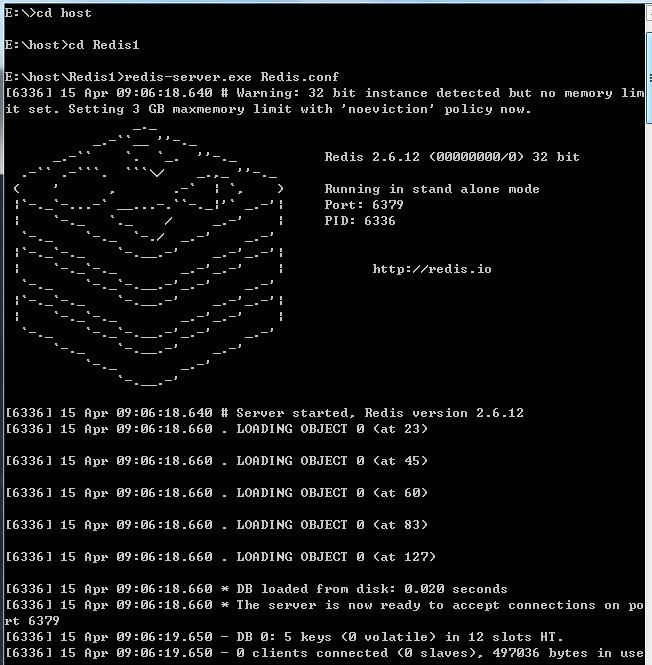 E:\>cd host
E:\host>cd Redis1
E:\host\Redis1>redis-server.exe Redis.conf
[6336] 15 Apr 09:06:18.640 # Warning: 32 bit instance detected but no memory lim
it set. Setting 3 GB maxmemory limit with 'noeviction' policy now.
Redis 2.6.12 (00000000/0) 32 bit
Running in stand alone mode
Port: 6379
PID: 6336
http://redis.io
[6336] 15 Apr 09:06:18.640 # Server started, Redis version 2.6.12
[6336] 15 Apr 09:06:18.660 . LOADING OBJECT 0 (at 23)
[6336] 15 Apr 09:06:18.660 . LOADING OBJECT 0 (at 45)
[6336] 15 Apr 09:06:18.660 . LOADING OBJECT 0 (at 60)
[6336] 15 Apr 09:06:18.660 . LOADING OBJECT 0 (at 83)
[6336] 15 Apr 09:06:18.660 . LOADING OBJECT 0 (at 127)
[6336] 15 Apr 09:06:18.660 * DB loaded from disk: 0.020 seconds
[6336] 15 Apr 09:06:18.660 * The server is now ready to accept connections on po
rt 6379
[6336] 15 Apr 09:06:19.650 - DB 0: 5 keys (0 volatile) in 12 slots HT.
[6336] 15 Apr 09:06:19.650 - 0 clients connected (0 slaves), 497036 bytes in use